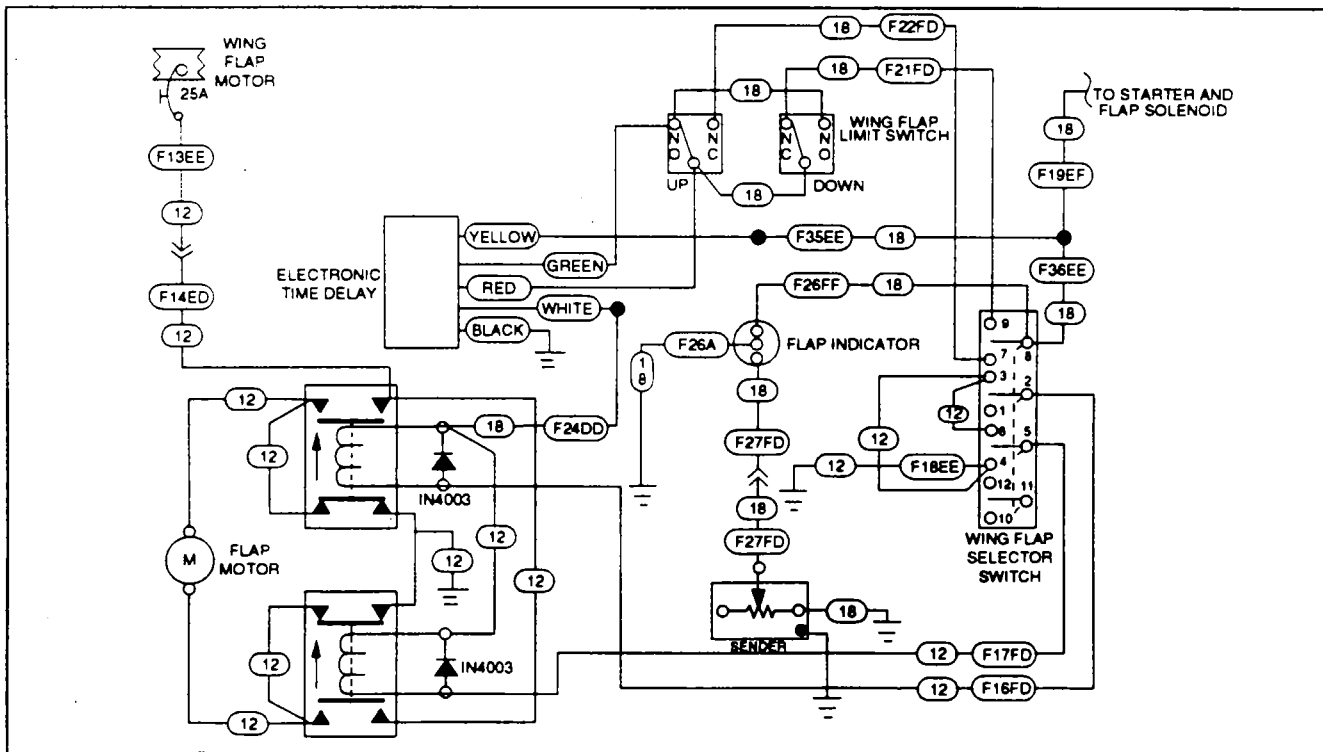 WING
FLAP
MOTOR
25A
F13EE
12
F14ED
12
18 F22FD
18 F21FD
18
TO STARTER AND
FLAP SOLENOID
18
F19EF
N O N C
N C N O
WING FLAP
LIMIT SWITCH
UP
18
DOWN
YELLOW
F35EE 18
GREEN
ELECTRONIC
TIME DELAY
RED
WHITE
BLACK
F36EE
18
F26FF 18
F26A
FLAP INDICATOR
18
9
8
7
3
2
1
6
5
4
12
11
10
12
12
12 F18EE
WING FLAP
SELECTOR
SWITCH
18
F27FD
18
F27FD
SENDER
18
12
12
18 F24DD
IN4003
12
12
12
M
FLAP
MOTOR
12
IN4003
12
12 F17FD
12 F16FD